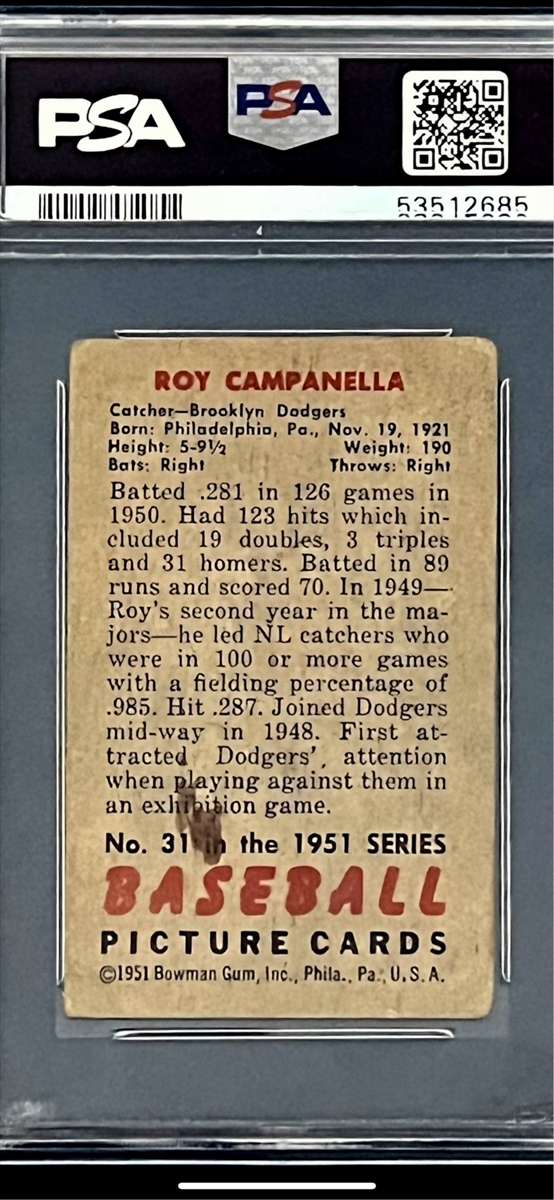 PSA
PSA
53512685
ROY CAMPANELLA
Catcher—Brooklyn Dodgers
Born: Philadelphia, Pa., Nov. 19, 1921
Height: 5-9½ Weight: 190
Bats: Right Throws: Right
Batted .281 in 126 games in
1950. Had 123 hits which in-
cluded 19 doubles, 3 triples
and 31 homers. Batted in 89
runs and scored 70. In 1949—
Roy's second year in the ma-
jors—he led NL catchers who
were in 100 or more games
with a fielding percentage of
.985. Hit .287. Joined Dodgers
mid-way in 1948. First at-
tracted Dodgers', attention
when playing against them in
an exhibition game.
No. 31 in the 1951 SERIES
BASEBALL
PICTURE CARDS
©1951 Bowman Gum, Inc., Phila., Pa., U.S.A.